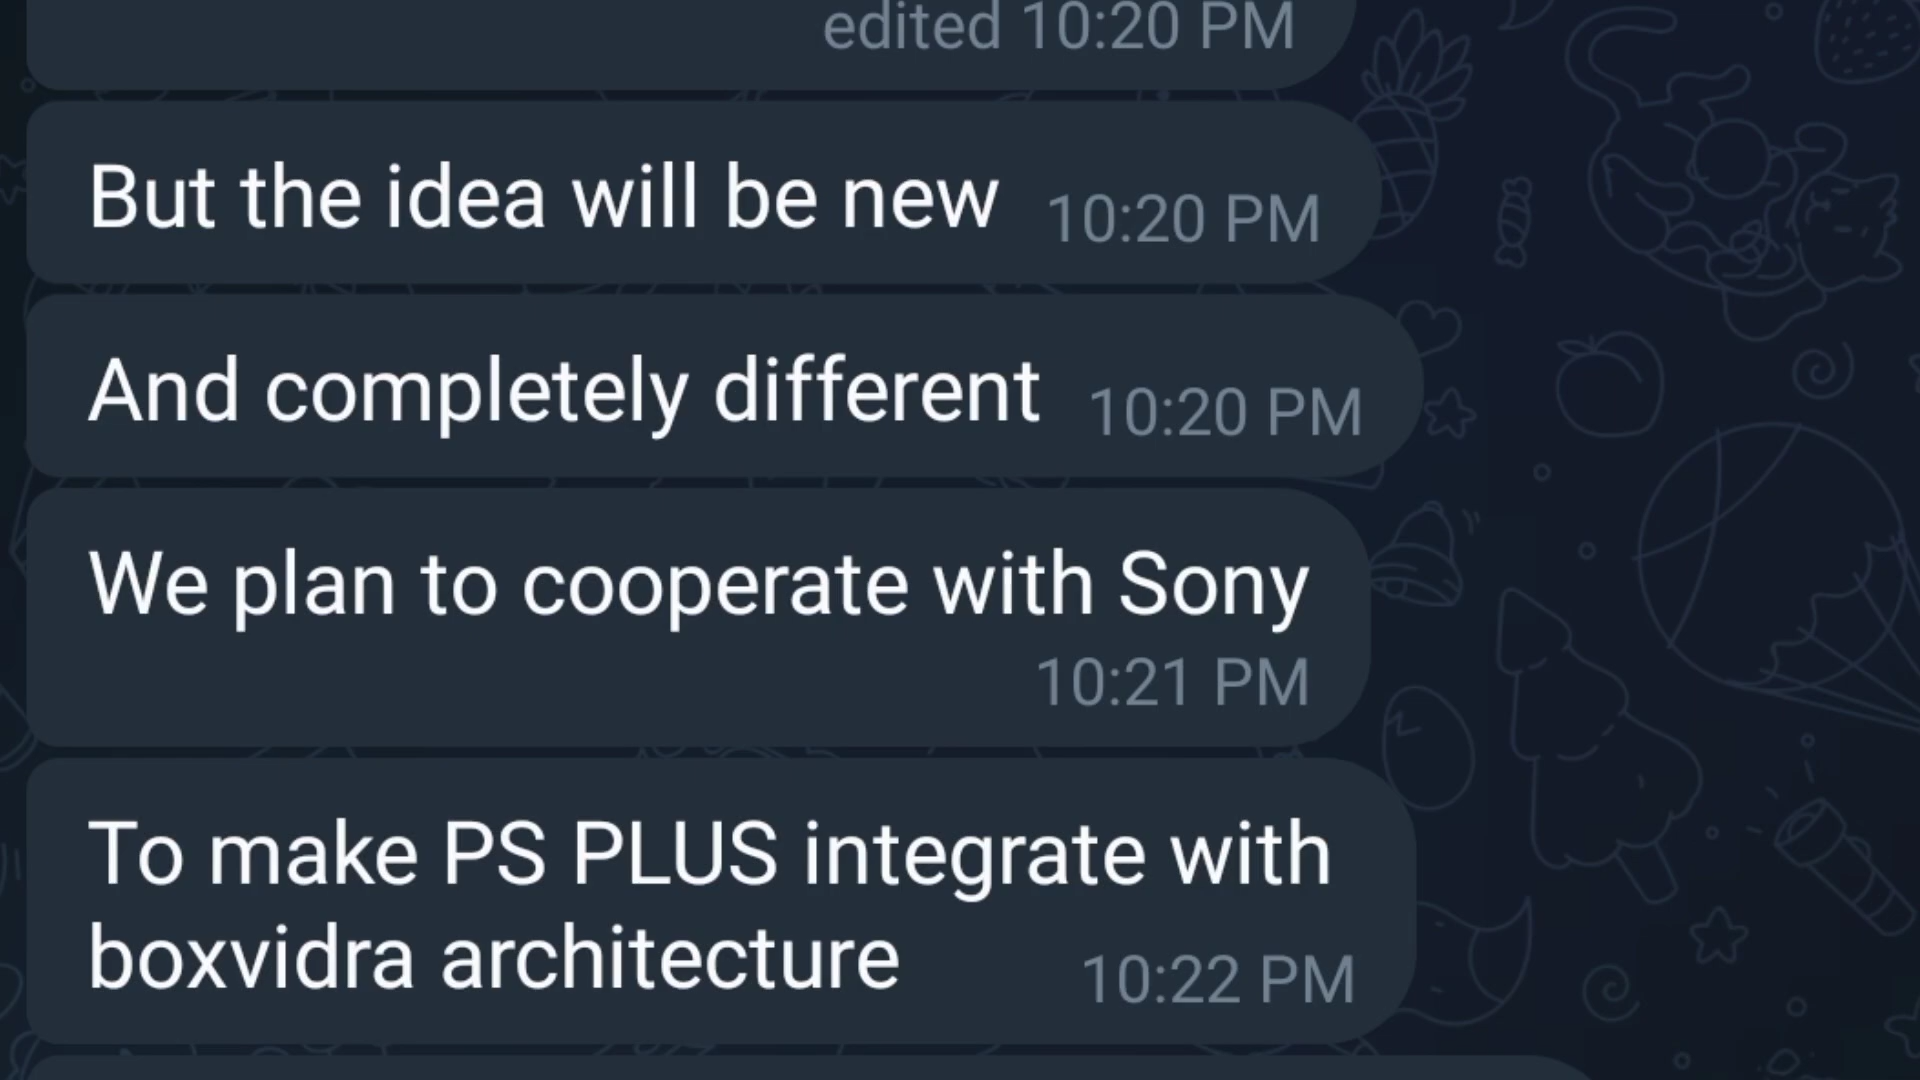 edited 10:20 PM
But the idea will be new 10:20 PM
And completely different 10:20 PM
We plan to cooperate with Sony
10:21 PM
To make PS PLUS integrate with
boxvidra architecture 10:22 PM